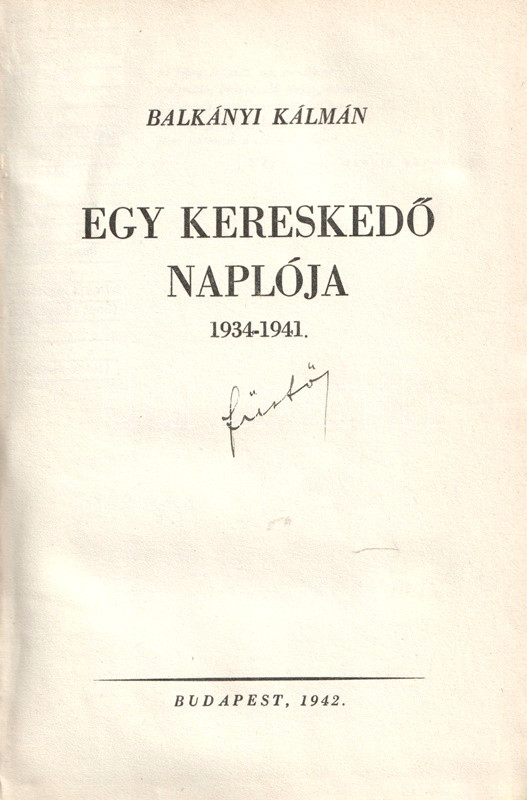 BALKÁNYI KÁLMÁN
EGY KERESKEDŐ
NAPLÓJA
1934-1941.
BUDAPEST, 1942.